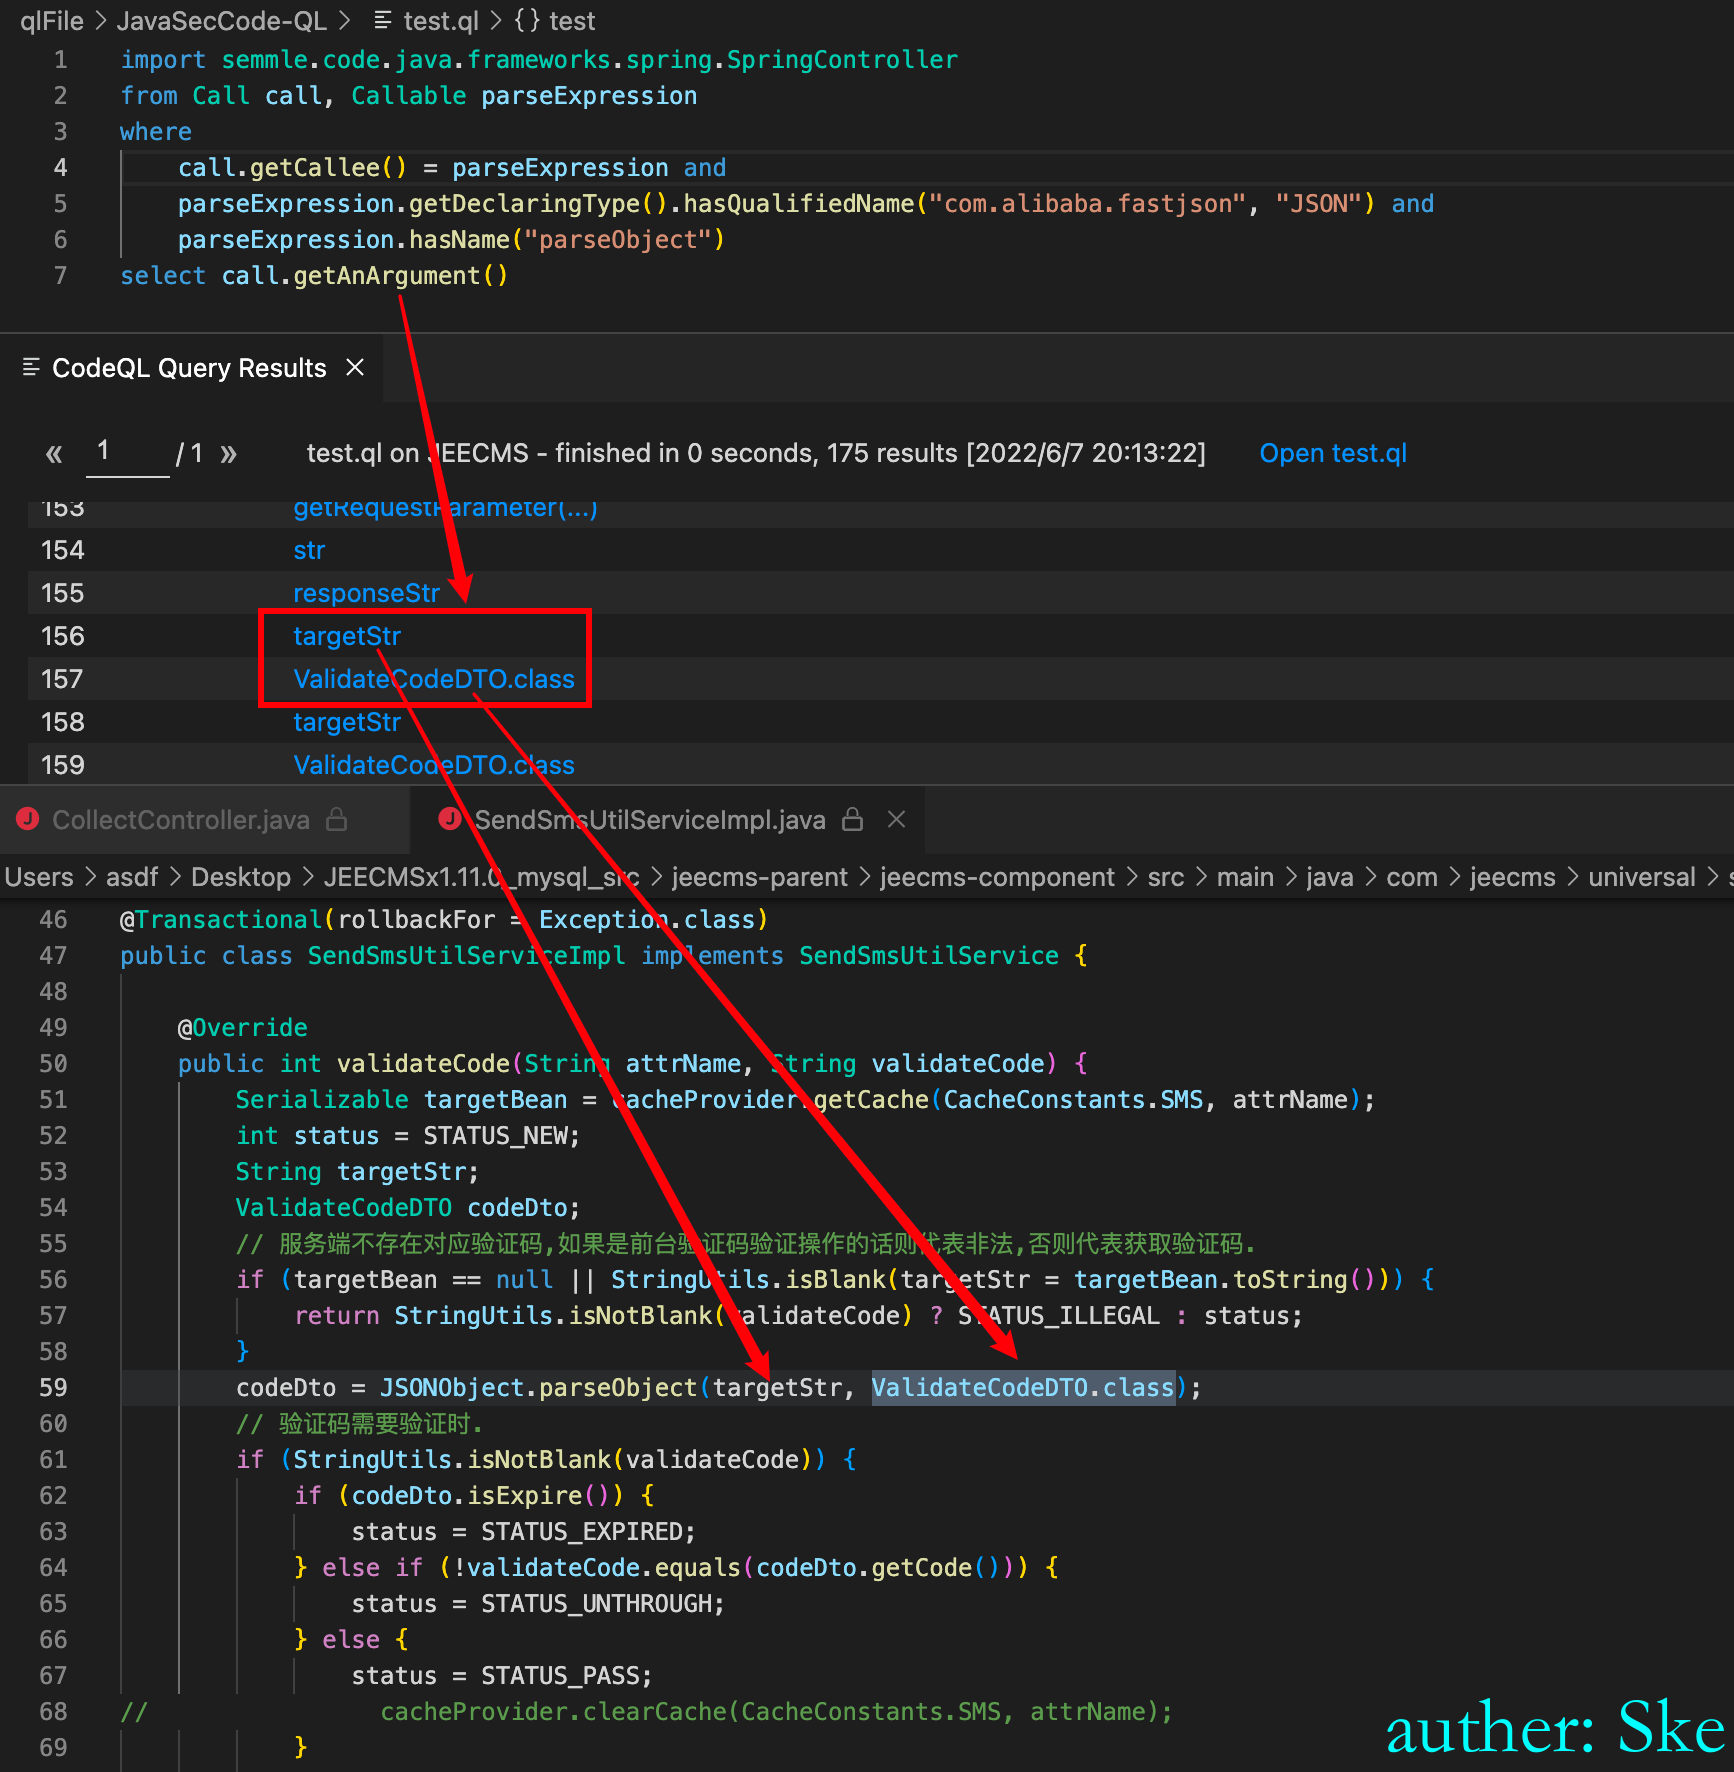 qlFile > JavaSecCode-QL > test.ql > {} test
1 import semmle.code.java.frameworks.spring.SpringController
2 from Call call, Callable parseExpression
3 where
4 call.getCallee() = parseExpression and
5 parseExpression.getDeclaringType().hasQualifiedName("com.alibaba.fastjson", "JSON") and
6 parseExpression.hasName("parseObject")
7 select call.getAnArgument()
CodeQL Query Results ×
« 1 / 1 » test.ql on JEECMS - finished in 0 seconds, 175 results [2022/6/7 20:13:22] Open test.ql
153 getRequestParameter(...)
154 str
155 responseStr
156 targetStr
157 ValidateCodeDTO.class
158 targetStr
159 ValidateCodeDTO.class
J CollectController.java J SendSmsUtilServiceImpl.java ×
Users > asdf > Desktop > JEECMSx1.11.0_mysql_src > jeecms-parent > jeecms-component > src > main > java > com > jeecms > universal > s
46 @Transactional(rollbackFor = Exception.class)
47 public class SendSmsUtilServiceImpl implements SendSmsUtilService {
48
49 @Override
50 public int validateCode(String attrName, String validateCode) {
51 Serializable targetBean = cacheProvider.getCache(CacheConstants.SMS, attrName);
52 int status = STATUS_NEW;
53 String targetStr;
54 ValidateCodeDTO codeDto;
55 // 服务端不存在对应验证码,如果是前台验证码验证操作的话则代表非法,否则代表获取验证码.
56 if (targetBean == null || StringUtils.isBlank(targetStr = targetBean.toString())) {
57 return StringUtils.isNotBlank(validateCode) ? STATUS_ILLEGAL : status;
58 }
59 codeDto = JSONObject.parseObject(targetStr, ValidateCodeDTO.class);
60 // 验证码需要验证时.
61 if (StringUtils.isNotBlank(validateCode)) {
62 if (codeDto.isExpire()) {
63 status = STATUS_EXPIRED;
64 } else if (!validateCode.equals(codeDto.getCode())) {
65 status = STATUS_UNTHROUGH;
66 } else {
67 status = STATUS_PASS;
68 // cacheProvider.clearCache(CacheConstants.SMS, attrName);
69 }
auther: Ske